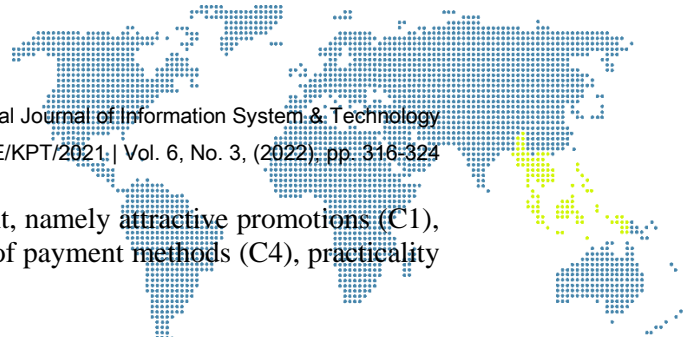 al Journal of Information System & Technology
E/KPT/2021 | Vol. 6, No. 3, (2022), pp. 316-324
t, namely attractive promotions (C1),
of payment methods (C4), practicality